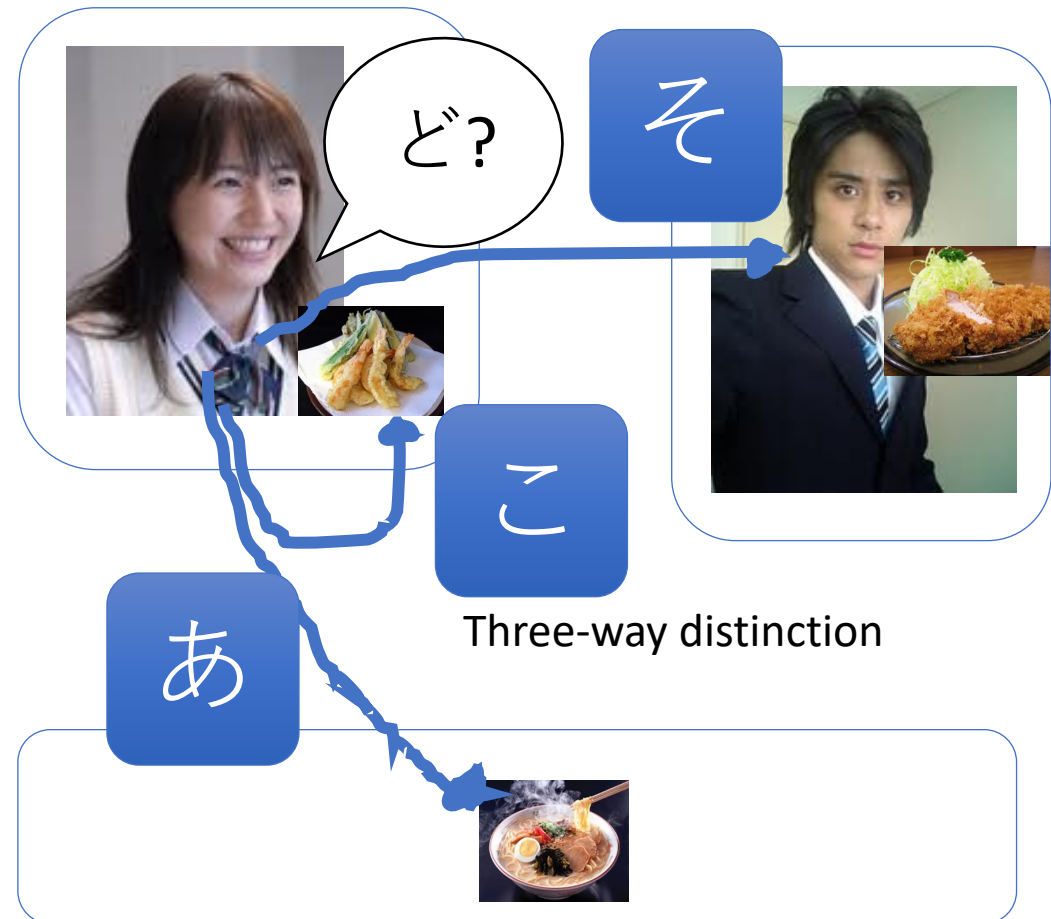 ど?
そ
こ
Three-way distinction
あ